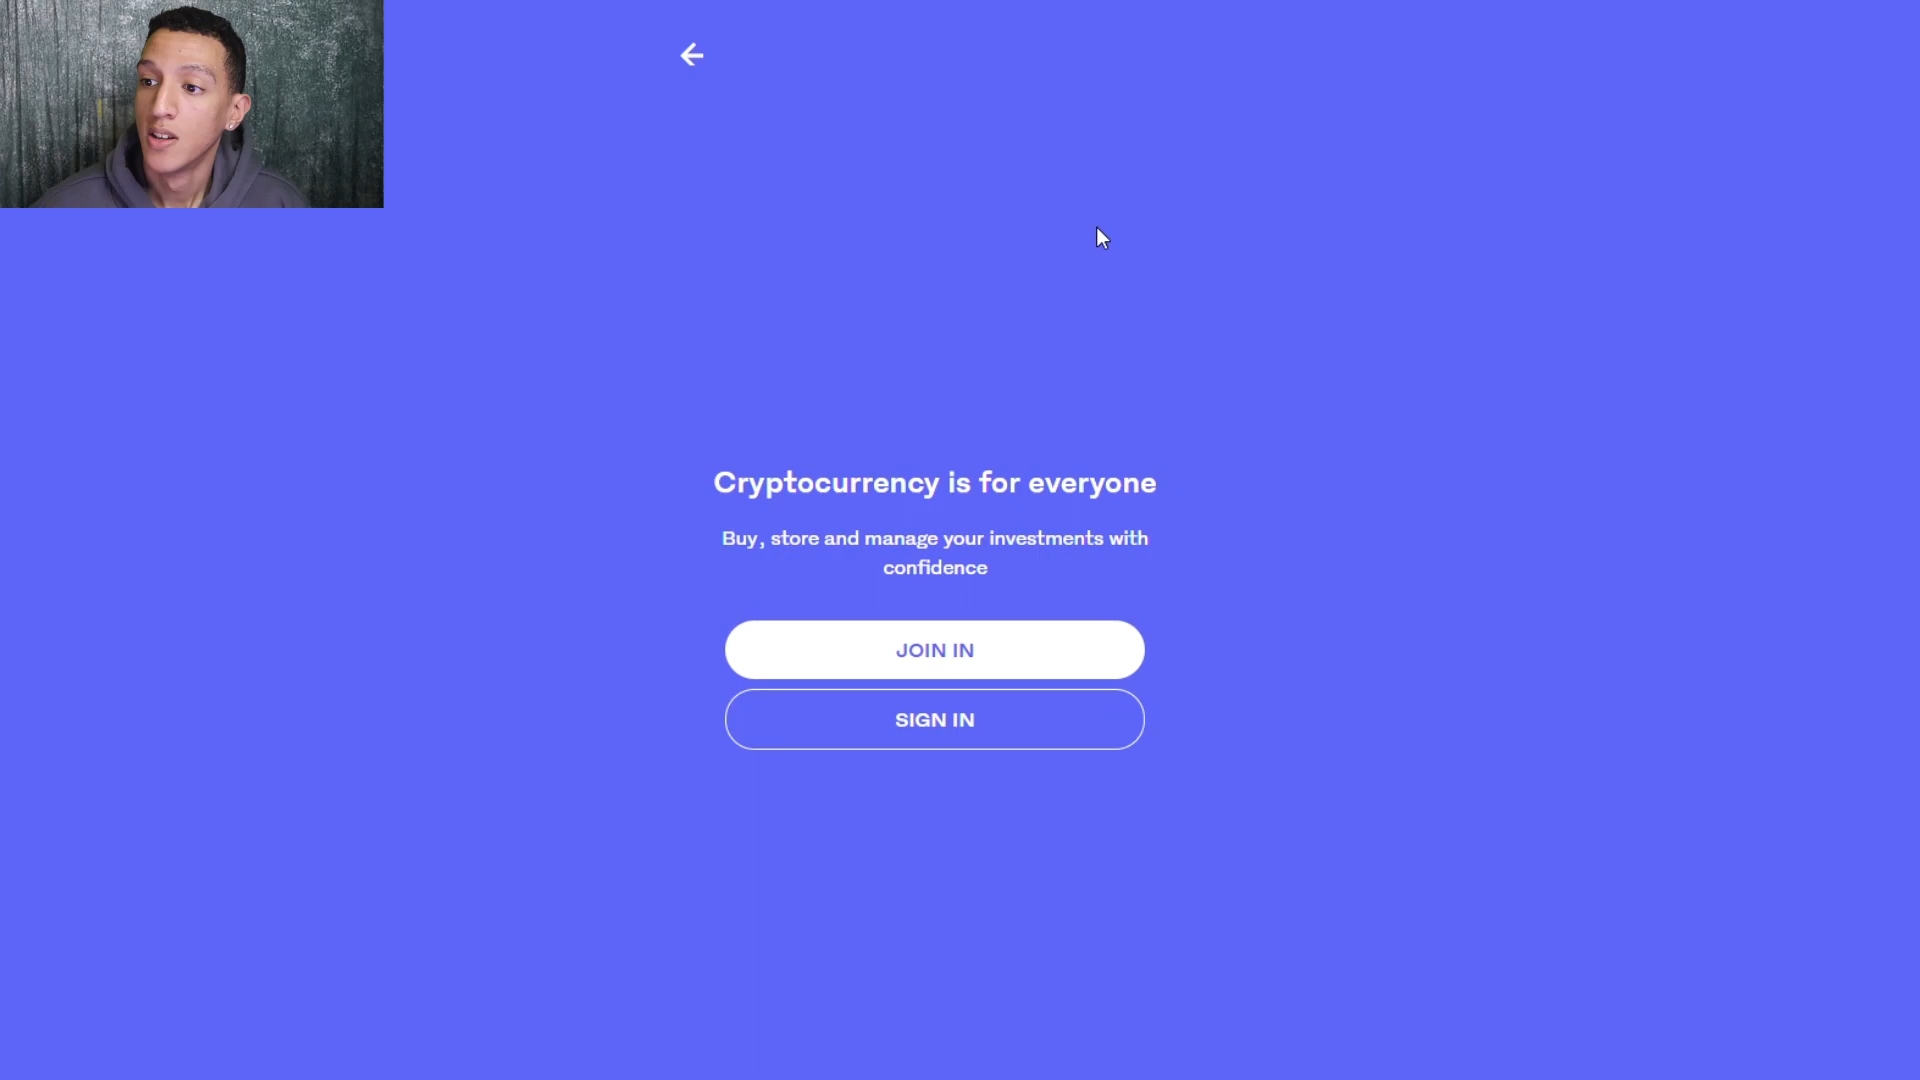 Cryptocurrency is for everyone
Buy, store and manage your investments with
confidence
JOIN IN
SIGN IN